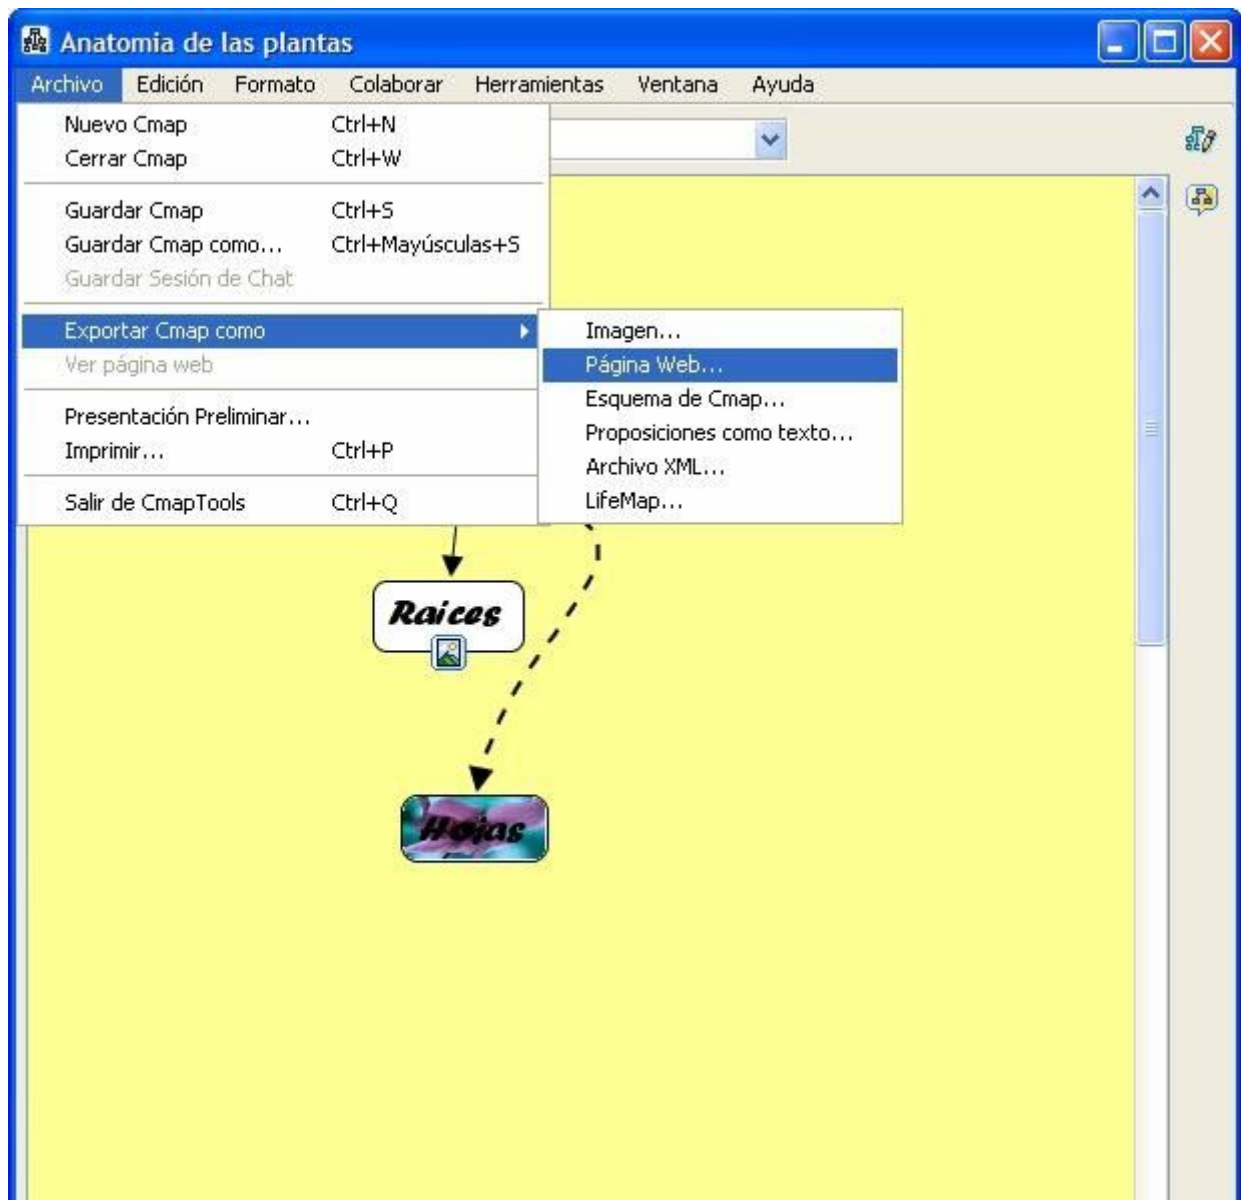 Anatomia de las plantas
Archivo Edición Formato Colaborar Herramientas Ventana Ayuda
Nuevo Cmap Ctrl+N
Cerrar Cmap Ctrl+W
Guardar Cmap Ctrl+S
Guardar Cmap como... Ctrl+Mayúsculas+S
Guardar Sesión de Chat
Exportar Cmap como
Ver página web
Presentación Preliminar...
Imprimir... Ctrl+P
Salir de CmapTools Ctrl+Q
Imagen...
Página Web...
Esquema de Cmap...
Proposiciones como texto...
Archivo XML...
LifeMap...
Raices
Hojas